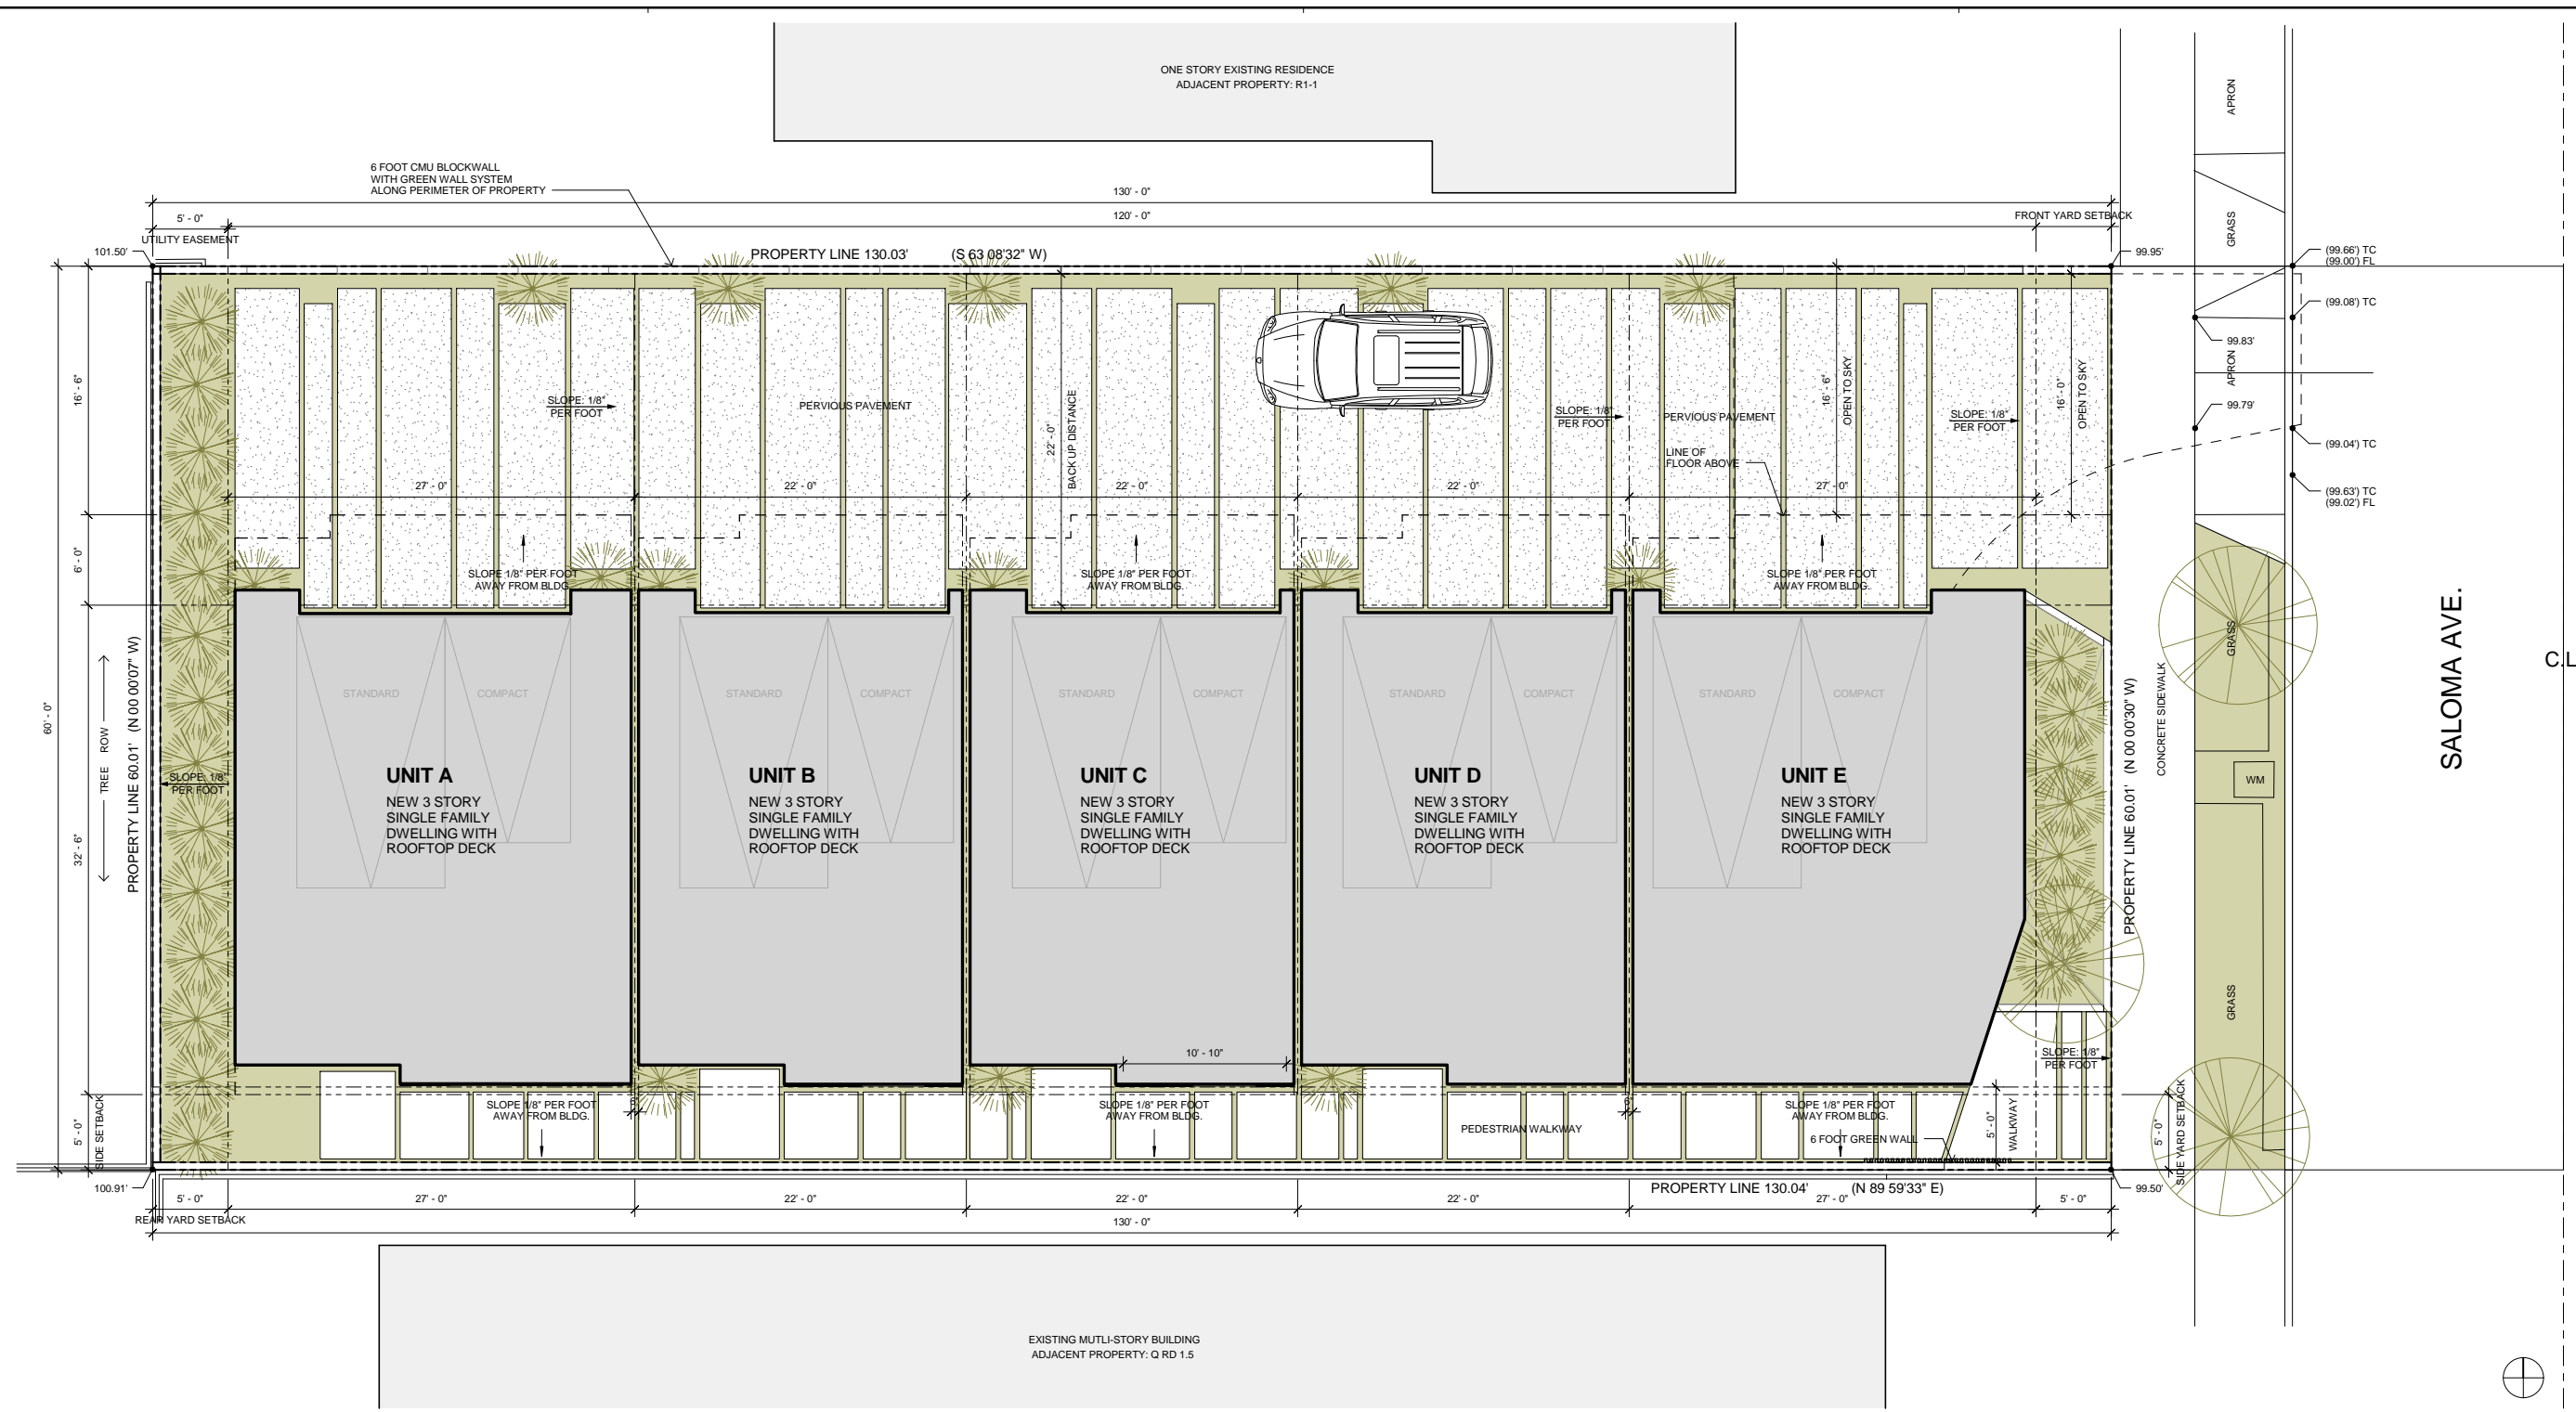 ONE STORY EXISTING RESIDENCE
ADJACENT PROPERTY: R1-1
APRON
6 FOOT CMU BLOCKWALL
WITH GREEN WALL SYSTEM
ALONG PERIMETER OF PROPERTY
130' - 0"
5' - 0"
120' - 0"
FRONT YARD SETBACK
GRASS
UTILITY EASEMENT
101.50'
PROPERTY LINE 130.03' (S 63 08'32" W)
99.95'
(99.66') TC
(99.00') FL
(99.08') TC
99.83'
APRON
99.79'
(99.04') TC
(99.63') TC
(99.02') FL
16' - 6"
SLOPE: 1/8"
PER FOOT
PERVIOUS PAVEMENT
22' - 0"
BACK UP DISTANCE
SLOPE: 1/8"
PER FOOT
PERVIOUS PAVEMENT
16' - 6"
OPEN TO SKY
SLOPE: 1/8"
PER FOOT
16' - 0"
OPEN TO SKY
LINE OF
FLOOR ABOVE
27' - 0"
22' - 0"
22' - 0"
22' - 0"
27' - 0"
6' - 0"
SLOPE 1/8" PER FOOT
AWAY FROM BLDG.
SLOPE 1/8" PER FOOT
AWAY FROM BLDG.
SLOPE 1/8" PER FOOT
AWAY FROM BLDG.
60' - 0"
32' - 6"
TREE ROW
PROPERTY LINE 60.01' (N 00 00'07" W)
SLOPE: 1/8"
PER FOOT
STANDARD
COMPACT
STANDARD
COMPACT
STANDARD
COMPACT
STANDARD
COMPACT
STANDARD
COMPACT
UNIT A
NEW 3 STORY
SINGLE FAMILY
DWELLING WITH
ROOFTOP DECK
UNIT B
NEW 3 STORY
SINGLE FAMILY
DWELLING WITH
ROOFTOP DECK
UNIT C
NEW 3 STORY
SINGLE FAMILY
DWELLING WITH
ROOFTOP DECK
UNIT D
NEW 3 STORY
SINGLE FAMILY
DWELLING WITH
ROOFTOP DECK
UNIT E
NEW 3 STORY
SINGLE FAMILY
DWELLING WITH
ROOFTOP DECK
PROPERTY LINE 60.01' (N 00 00'30" W)
CONCRETE SIDEWALK
GRASS
WM
GRASS
SALOMA AVE.
C.L
10' - 10"
SLOPE: 1/8"
PER FOOT
5' - 0"
SIDE SETBACK
SLOPE 1/8" PER FOOT
AWAY FROM BLDG.
6"
SLOPE 1/8" PER FOOT
AWAY FROM BLDG.
PEDESTRIAN WALKWAY
6"
SLOPE 1/8" PER FOOT
AWAY FROM BLDG.
6 FOOT GREEN WALL
5' - 0"
WALKWAY
5' - 0"
SIDE YARD SETBACK
100.91'
PROPERTY LINE 130.04' (N 89 59'33" E)
99.50'
5' - 0"
27' - 0"
22' - 0"
22' - 0"
22' - 0"
27' - 0"
5' - 0"
REAR YARD SETBACK
130' - 0"
EXISTING MUTLI-STORY BUILDING
ADJACENT PROPERTY: Q RD 1.5